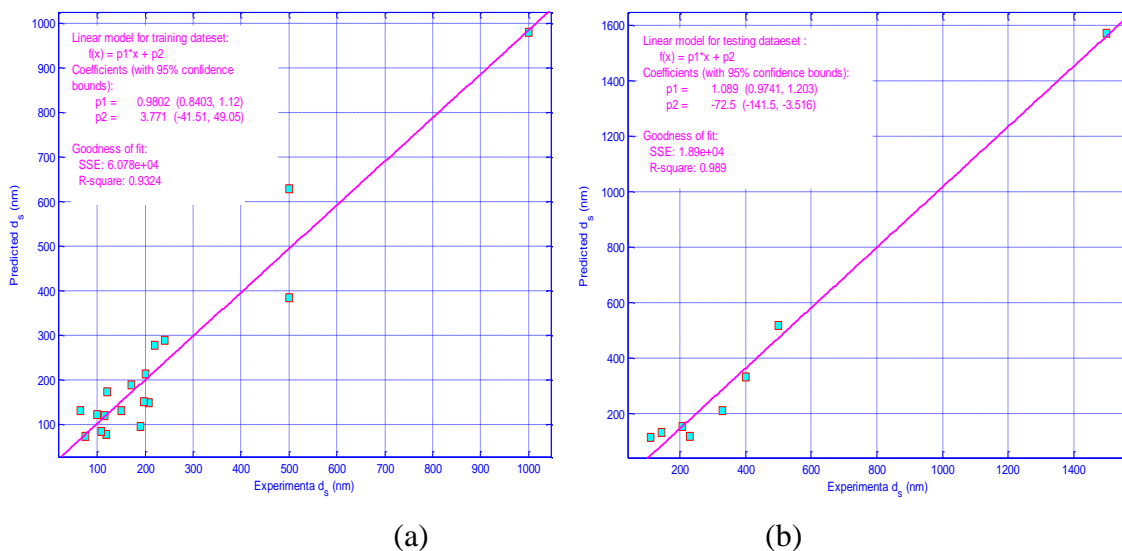 Linear model for training dateset:
f(x) = p1*x + p2
Coefficients (with 95% confidence
bounds):
p1 = 0.9802 (0.8403, 1.12)
p2 = 3.771 (-41.51, 49.05)
Goodness of fit:
SSE: 6.078e+04
R-square: 0.9324
1000
900
800
700
600
500
400
300
200
100
Predicted d_s (nm)
100 200 300 400 500 600 700 800 900 1000
Experimenta d_s (nm)
(a)
Linear model for testing dataeset :
f(x) = p1*x + p2
Coefficients (with 95% confidence bounds):
p1 = 1.089 (0.9741, 1.203)
p2 = -72.5 (-141.5, -3.516)
Goodness of fit:
SSE: 1.89e+04
R-square: 0.989
1600
1400
1200
1000
800
600
400
200
Predicted d_s (nm)
200 400 600 800 1000 1200 1400
Experimenta d_s (nm)
(b)